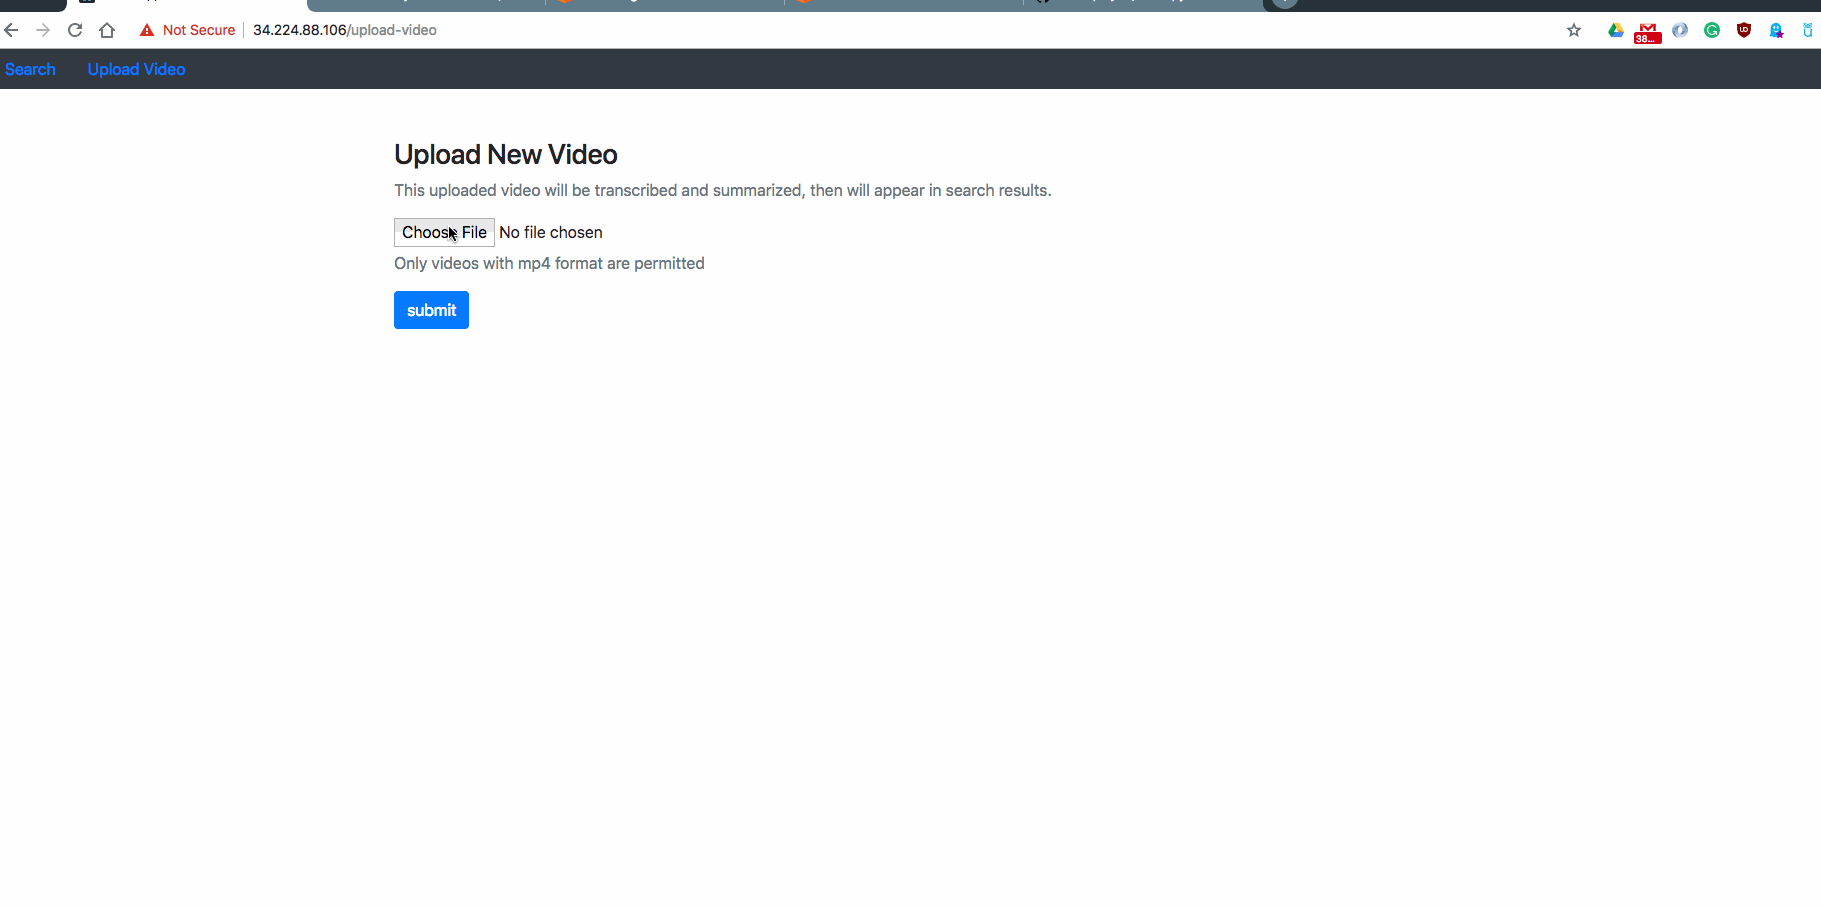 Not Secure 34.224.88.106/upload-video
38...
Search Upload Video
Upload New Video
This uploaded video will be transcribed and summarized, then will appear in search results.
Choose File No file chosen
Only videos with mp4 format are permitted
submit